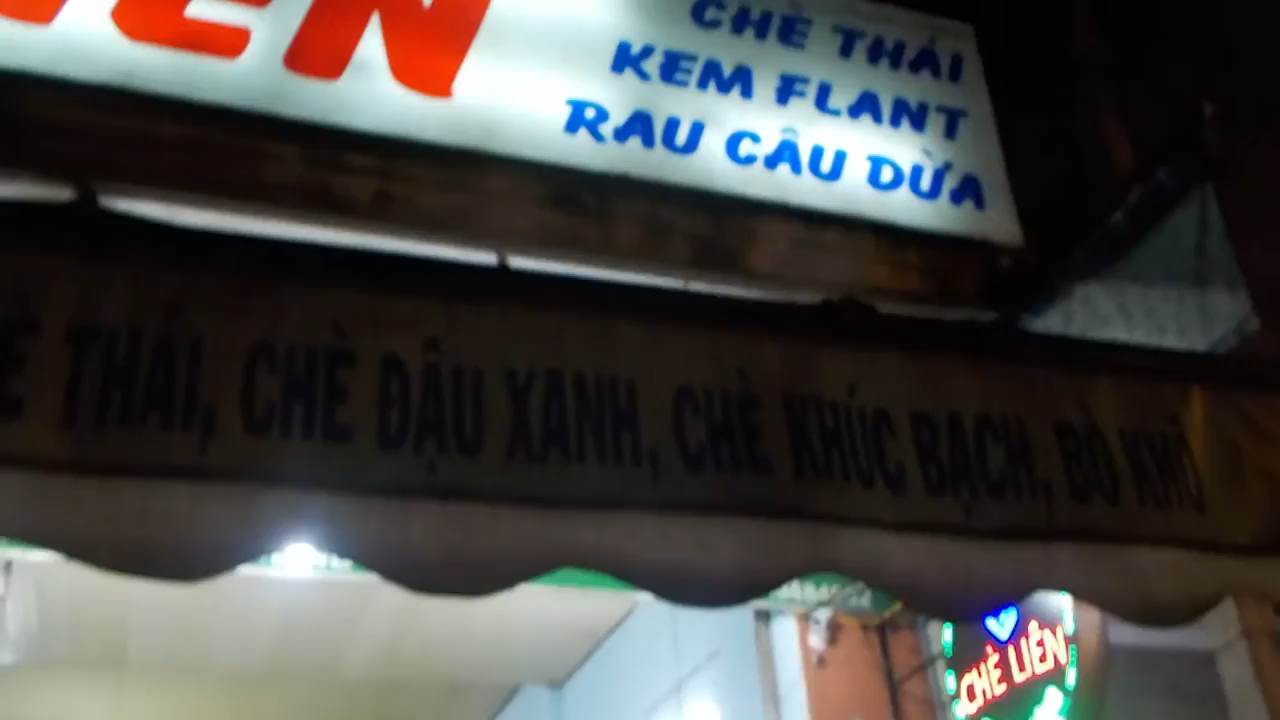 CHÈ THÁI
KEM FLANT
RAU CÂU DỪA
THÁI, CHÈ ĐẬU XANH, CHÈ KHÚC BẠCH, BÒ KHÔ
CHÈ LIÊN